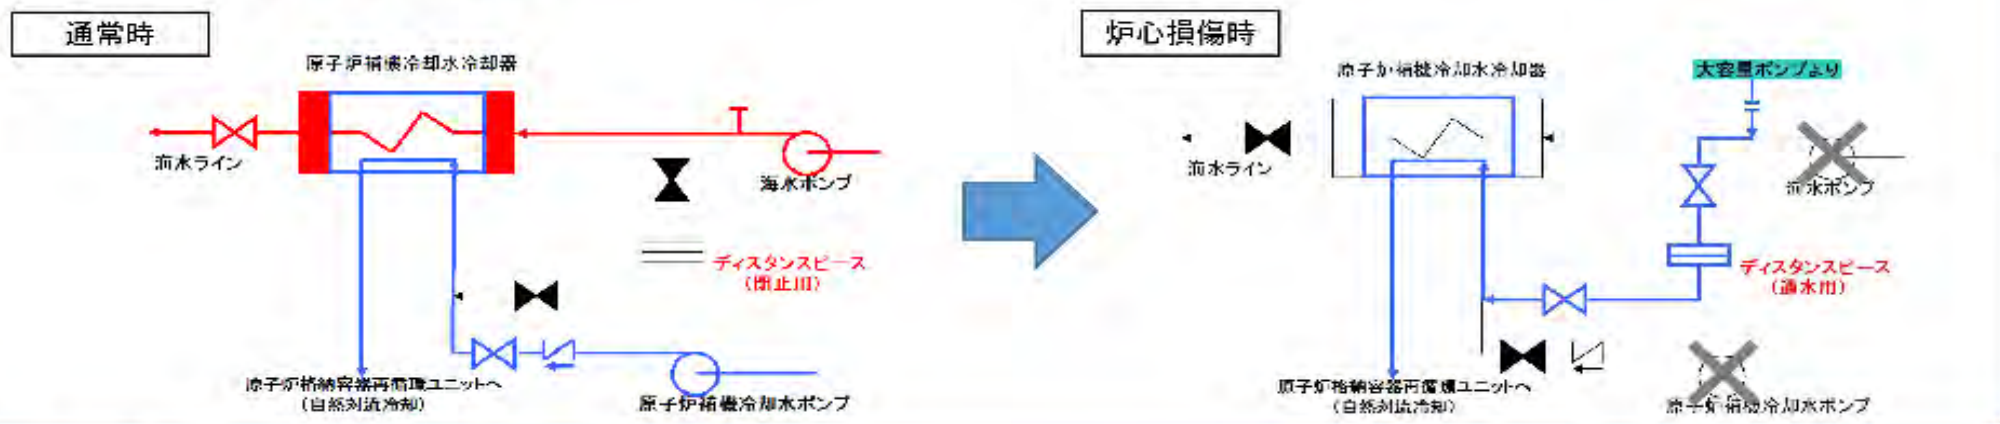 通常時
原子炉補機冷却水冷却器
海水ライン
海水ポンプ
ディスタンスピース
(閉止用)
原子炉格納容器再循環ユニットへ
(自然対流冷却)
原子炉補機冷却水ポンプ
炉心損傷時
原子炉補機冷却水冷却器
大容量ポンプより
海水ライン
海水ポンプ
ディスタンスピース
(通水用)
原子炉格納容器再循環ユニットへ
(自然対流冷却)
原子炉補機冷却水ポンプ